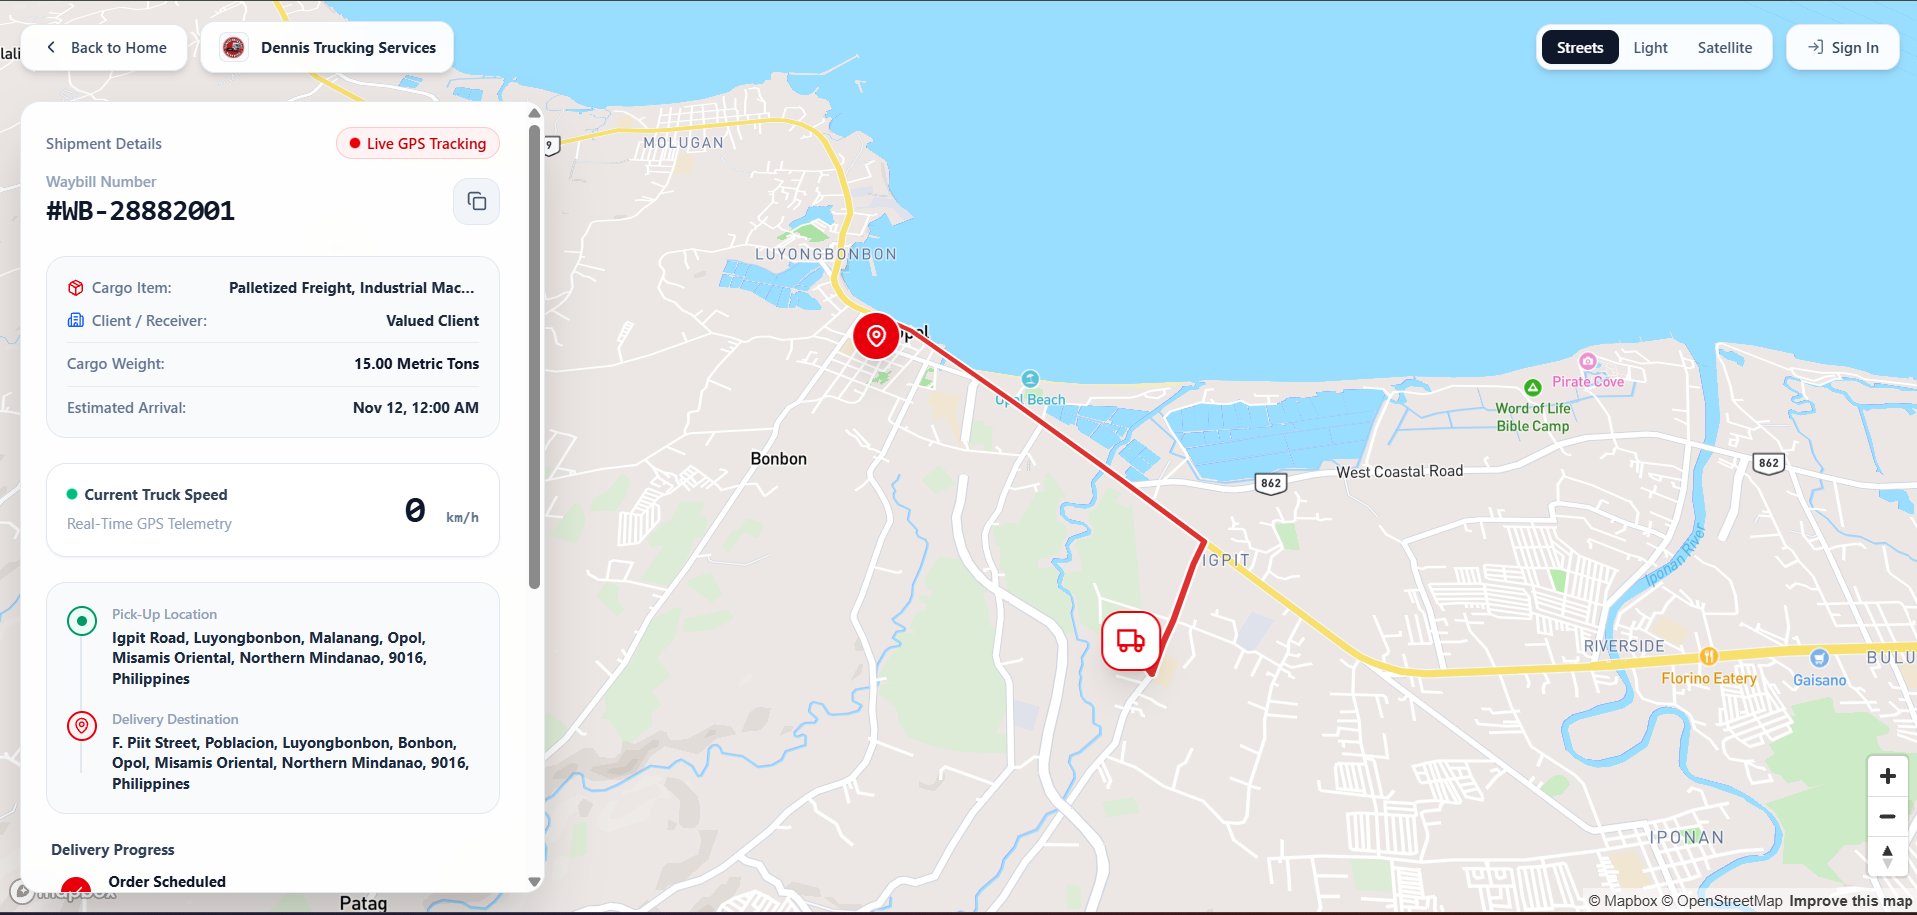 Back to Home
Dennis Trucking Services
Streets
Light
Satellite
Sign In
Shipment Details
Live GPS Tracking
Waybill Number
#WB-28882001
Cargo Item:
Palletized Freight, Industrial Mac...
Client / Receiver:
Valued Client
Cargo Weight:
15.00 Metric Tons
Estimated Arrival:
Nov 12, 12:00 AM
Current Truck Speed
Real-Time GPS Telemetry
0 km/h
Pick-Up Location
Igpit Road, Luyongbonbon, Malanang, Opol,
Misamis Oriental, Northern Mindanao, 9016,
Philippines
Delivery Destination
F. Piit Street, Poblacion, Luyongbonbon, Bonbon,
Opol, Misamis Oriental, Northern Mindanao, 9016,
Philippines
Delivery Progress
Order Scheduled
MOLUGAN
LUYONGBONBON
Opol Beach
Pirate Cove
Word of Life
Bible Camp
Bonbon
West Coastal Road
862
862
IGPIT
Iponan River
RIVERSIDE
Florino Eatery
Gaisano
BULU
IPONAN
Patag
mapbox
© Mapbox © OpenStreetMap Improve this map